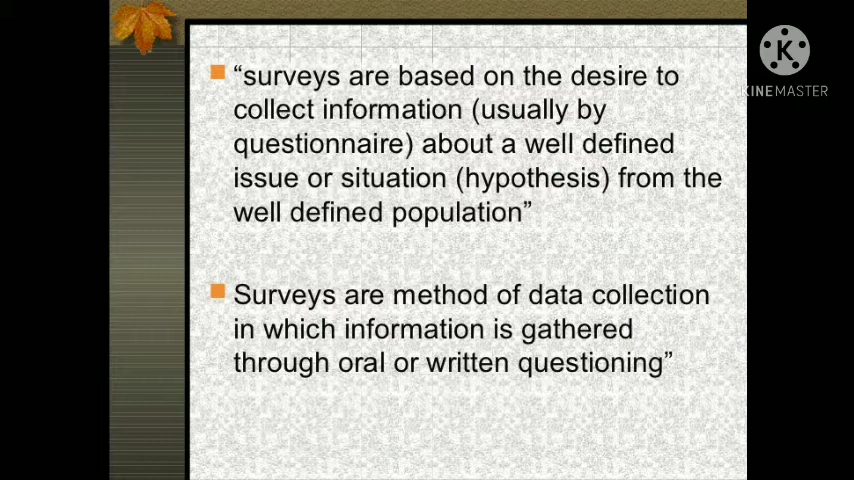 “surveys are based on the desire to
collect information (usually by
questionnaire) about a well defined
issue or situation (hypothesis) from the
well defined population”
Surveys are method of data collection
in which information is gathered
through oral or written questioning”
K
KINEMASTER